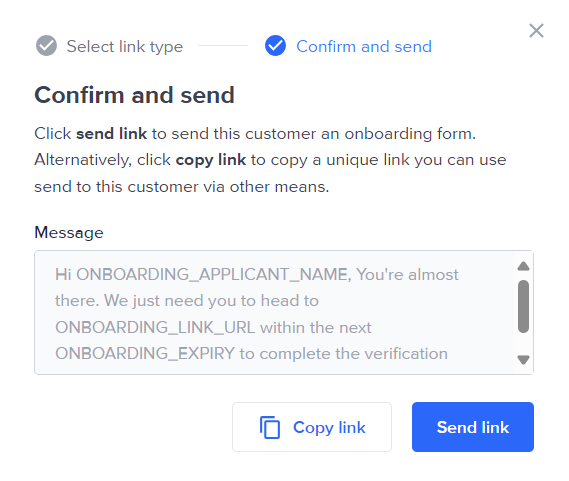 Select link type
Confirm and send
Confirm and send
Click send link to send this customer an onboarding form.
Alternatively, click copy link to copy a unique link you can use
send to this customer via other means.
Message
Hi ONBOARDING_APPLICANT_NAME, You're almost
there. We just need you to head to
ONBOARDING_LINK_URL within the next
ONBOARDING_EXPIRY to complete the verification
Copy link
Send link